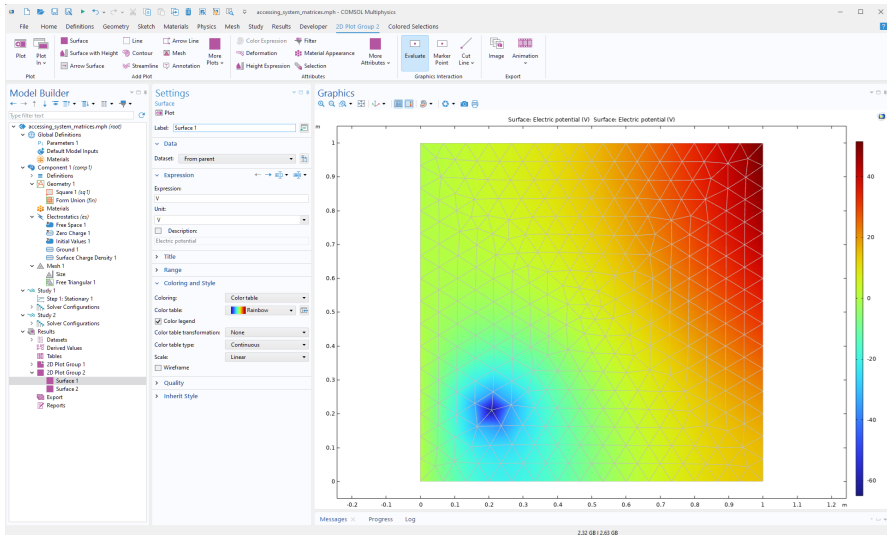 accessing_system_matrices.mph - COMSOL Multiphysics
File Home Definitions Geometry Sketch Materials Physics Mesh Study Results Developer 2D Plot Group 2 Colored Selections
Plot
Plot In
Plot
Surface
Surface with Height
Arrow Surface
Line
Contour
Streamline
Arrow Line
Mesh
Annotation
More Plots
Add Plot
Color Expression
Deformation
Height Expression
Filter
Material Appearance
Selection
More Attributes
Attributes
Evaluate
Marker Point
Cut Line
Graphics Interaction
Image
Animation
Export
Model Builder
Type filter text
accessing_system_matrices.mph (root)
Global Definitions
Parameters 1
Default Model Inputs
Materials
Component 1 (comp1)
Definitions
Geometry 1
Square 1 (sq1)
Form Union (fin)
Materials
Electrostatics (es)
Free Space 1
Zero Charge 1
Initial Values 1
Ground 1
Surface Charge Density 1
Mesh 1
Size
Free Triangular 1
Study 1
Step 1: Stationary 1
Solver Configurations
Study 2
Solver Configurations
Results
Datasets
Derived Values
Tables
2D Plot Group 1
2D Plot Group 2
Surface 1
Surface 2
Export
Reports
Settings
Surface
Plot
Label: Surface 1
Data
Dataset: From parent
Expression
Expression:
V
Unit:
V
Description:
Electric potential
Title
Range
Coloring and Style
Coloring: Color table
Color table: Rainbow
Color legend
Color table transformation: None
Color table type: Continuous
Scale: Linear
Wireframe
Quality
Inherit Style
Graphics
Surface: Electric potential (V) Surface: Electric potential (V)
m
1
0.9
0.8
0.7
0.6
0.5
0.4
0.3
0.2
0.1
0
-0.2 -0.1 0 0.1 0.2 0.3 0.4 0.5 0.6 0.7 0.8 0.9 1 1.1 1.2 m
40
20
0
-20
-40
-60
Messages Progress Log
2.32 GB | 2.63 GB